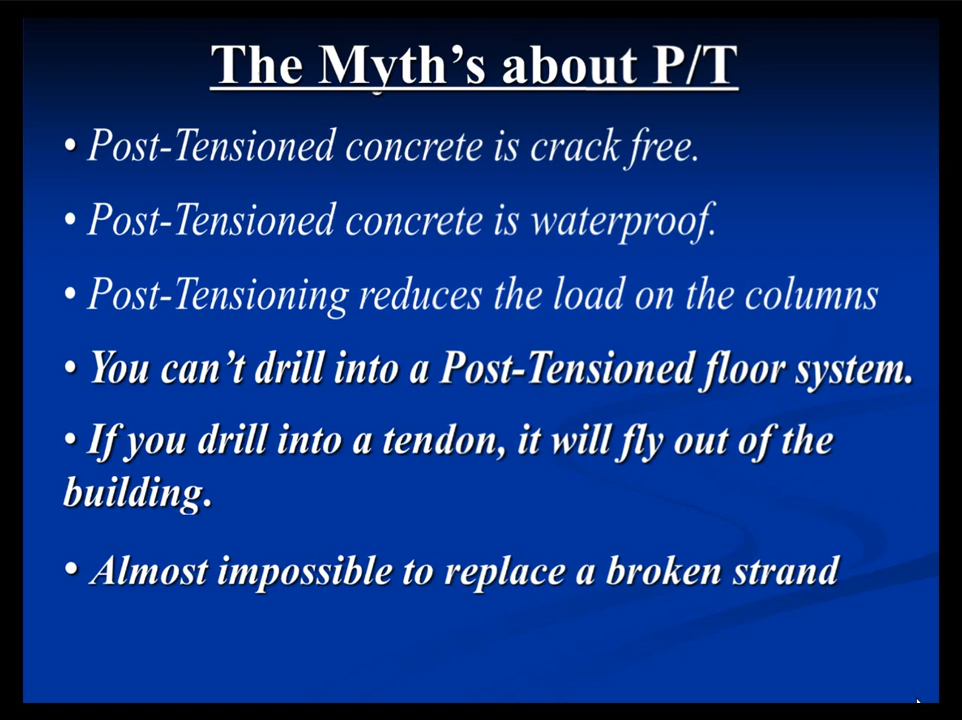 The Myth's about P/T
• Post-Tensioned concrete is crack free.
• Post-Tensioned concrete is waterproof.
• Post-Tensioning reduces the load on the columns
• You can't drill into a Post-Tensioned floor system.
• If you drill into a tendon, it will fly out of the
building.
• Almost impossible to replace a broken strand